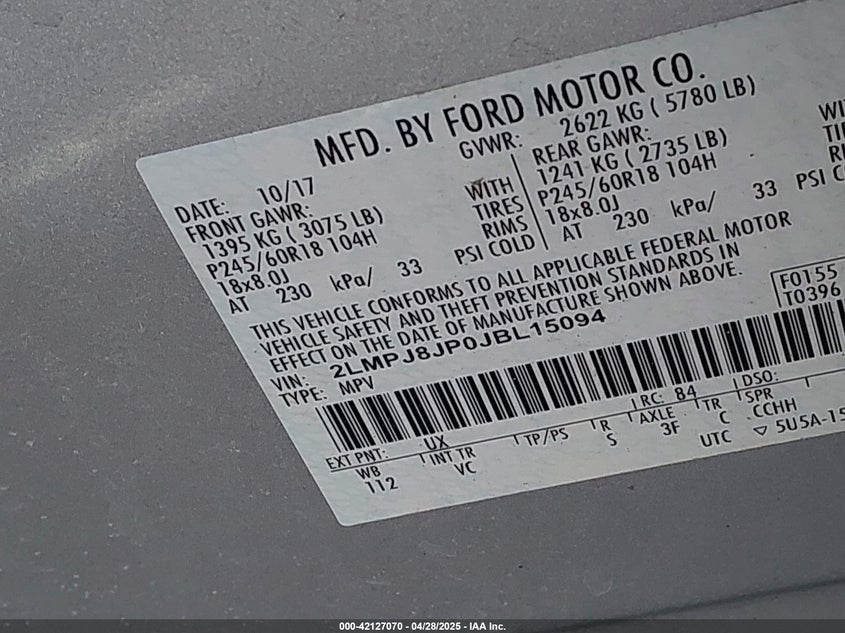 MFD. BY FORD MOTOR CO.
DATE: 10/17
GVWR: 2622 KG ( 5780 LB)
FRONT GAWR:
1395 KG ( 3075 LB)
P245/60R18 104H
18x8.0J
AT 230 kPa/ 33 PSI COLD
WITH
TIRES
RIMS
REAR GAWR:
1241 KG ( 2735 LB)
P245/60R18 104H
18x8.0J
AT 230 kPa/ 33 PSI C
THIS VEHICLE CONFORMS TO ALL APPLICABLE FEDERAL MOTOR
VEHICLE SAFETY AND THEFT PREVENTION STANDARDS IN
EFFECT ON THE DATE OF MANUFACTURE SHOWN ABOVE.
VIN: 2LMPJ8JP0JBL15094
TYPE: MPV
F0155
T0396
EXT PNT: UX RC: 84 DSO:
WB INT TR TP/PS R AXLE TR SPR
112 VC S 3F C CCHH
UTC ▽ 5U5A-15
000-42127070 - 04/28/2025 - IAA Inc.